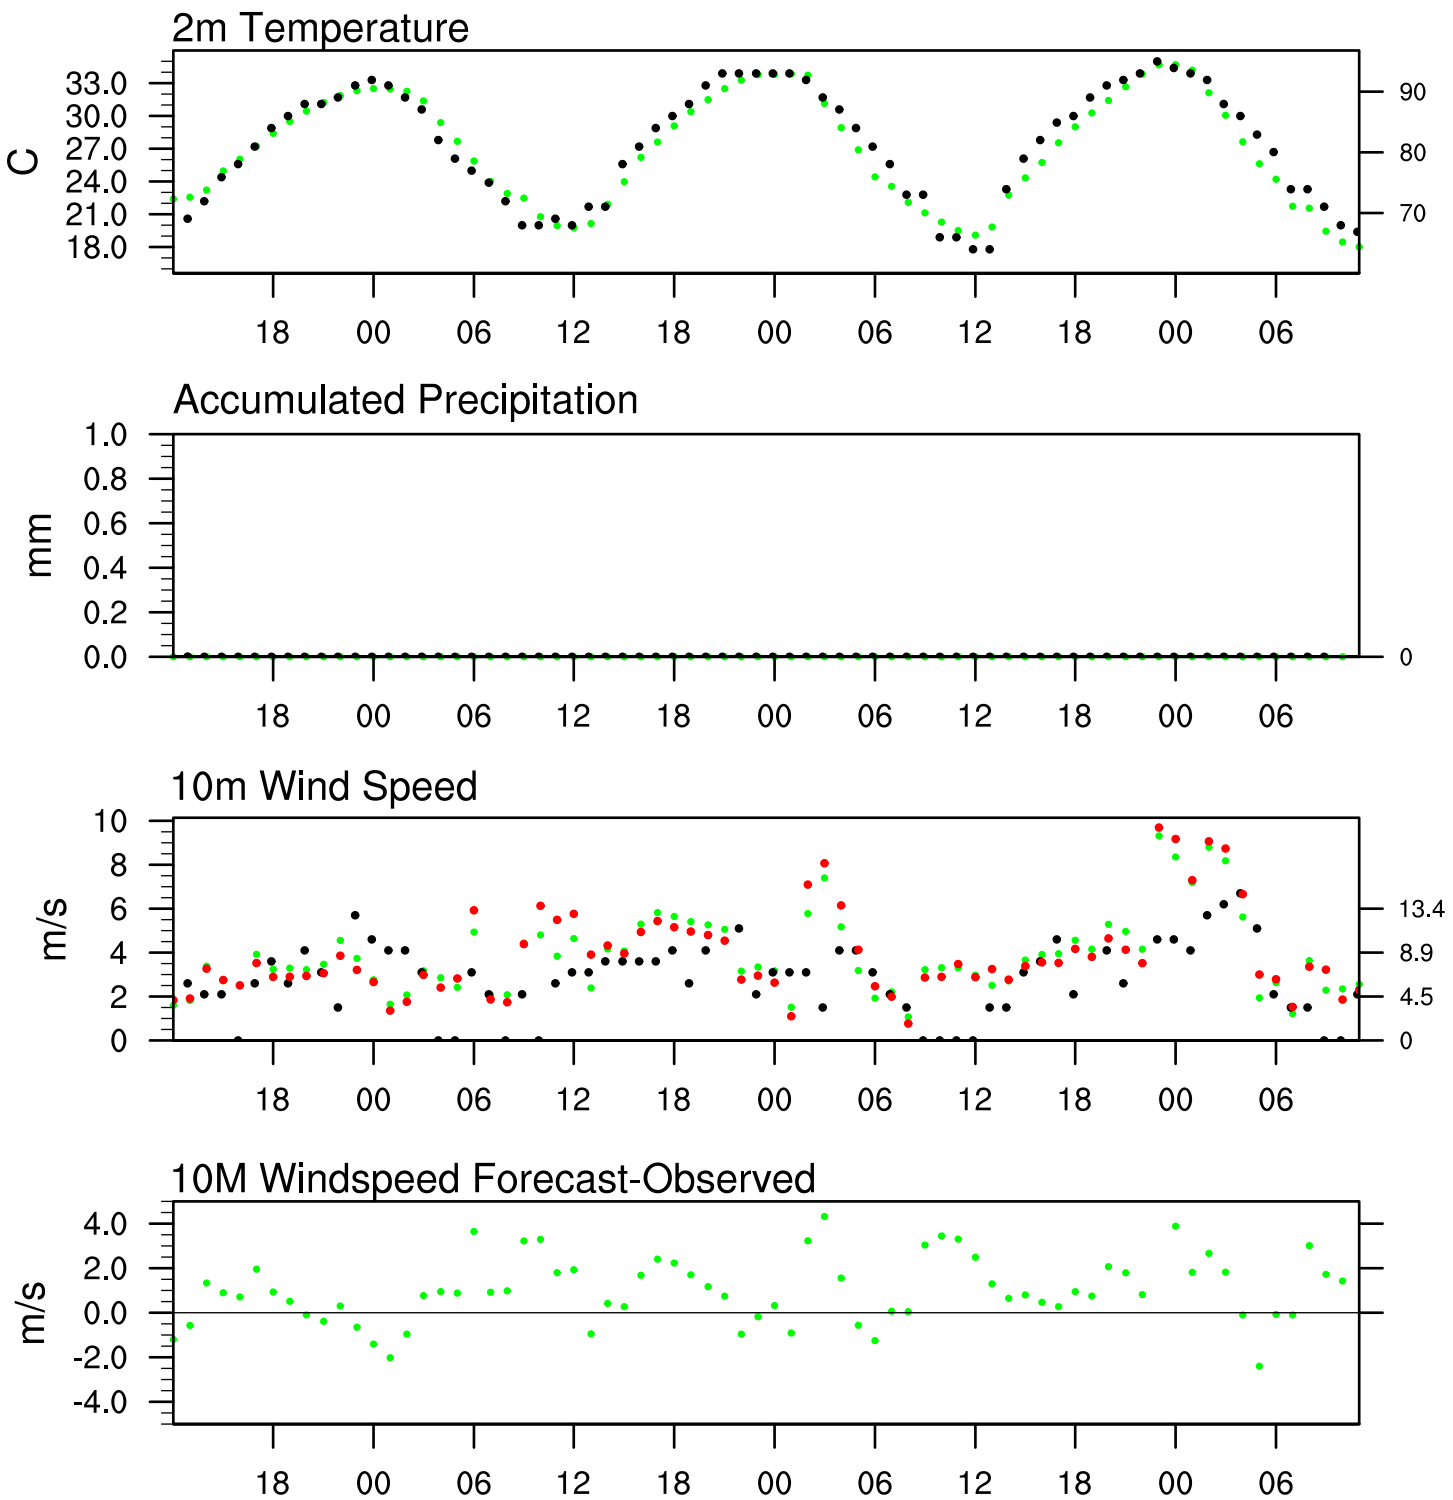 2m Temperature
33.0
30.0
27.0
24.0
21.0
18.0
C
90
80
70
18 00 06 12 18 00 06 12 18 00 06
Accumulated Precipitation
1.0
0.8
0.6
0.4
0.2
0.0
mm
0
18 00 06 12 18 00 06 12 18 00 06
10m Wind Speed
10
8
6
4
2
0
m/s
13.4
8.9
4.5
0
18 00 06 12 18 00 06 12 18 00 06
10M Windspeed Forecast-Observed
4.0
2.0
0.0
-2.0
-4.0
m/s
18 00 06 12 18 00 06 12 18 00 06